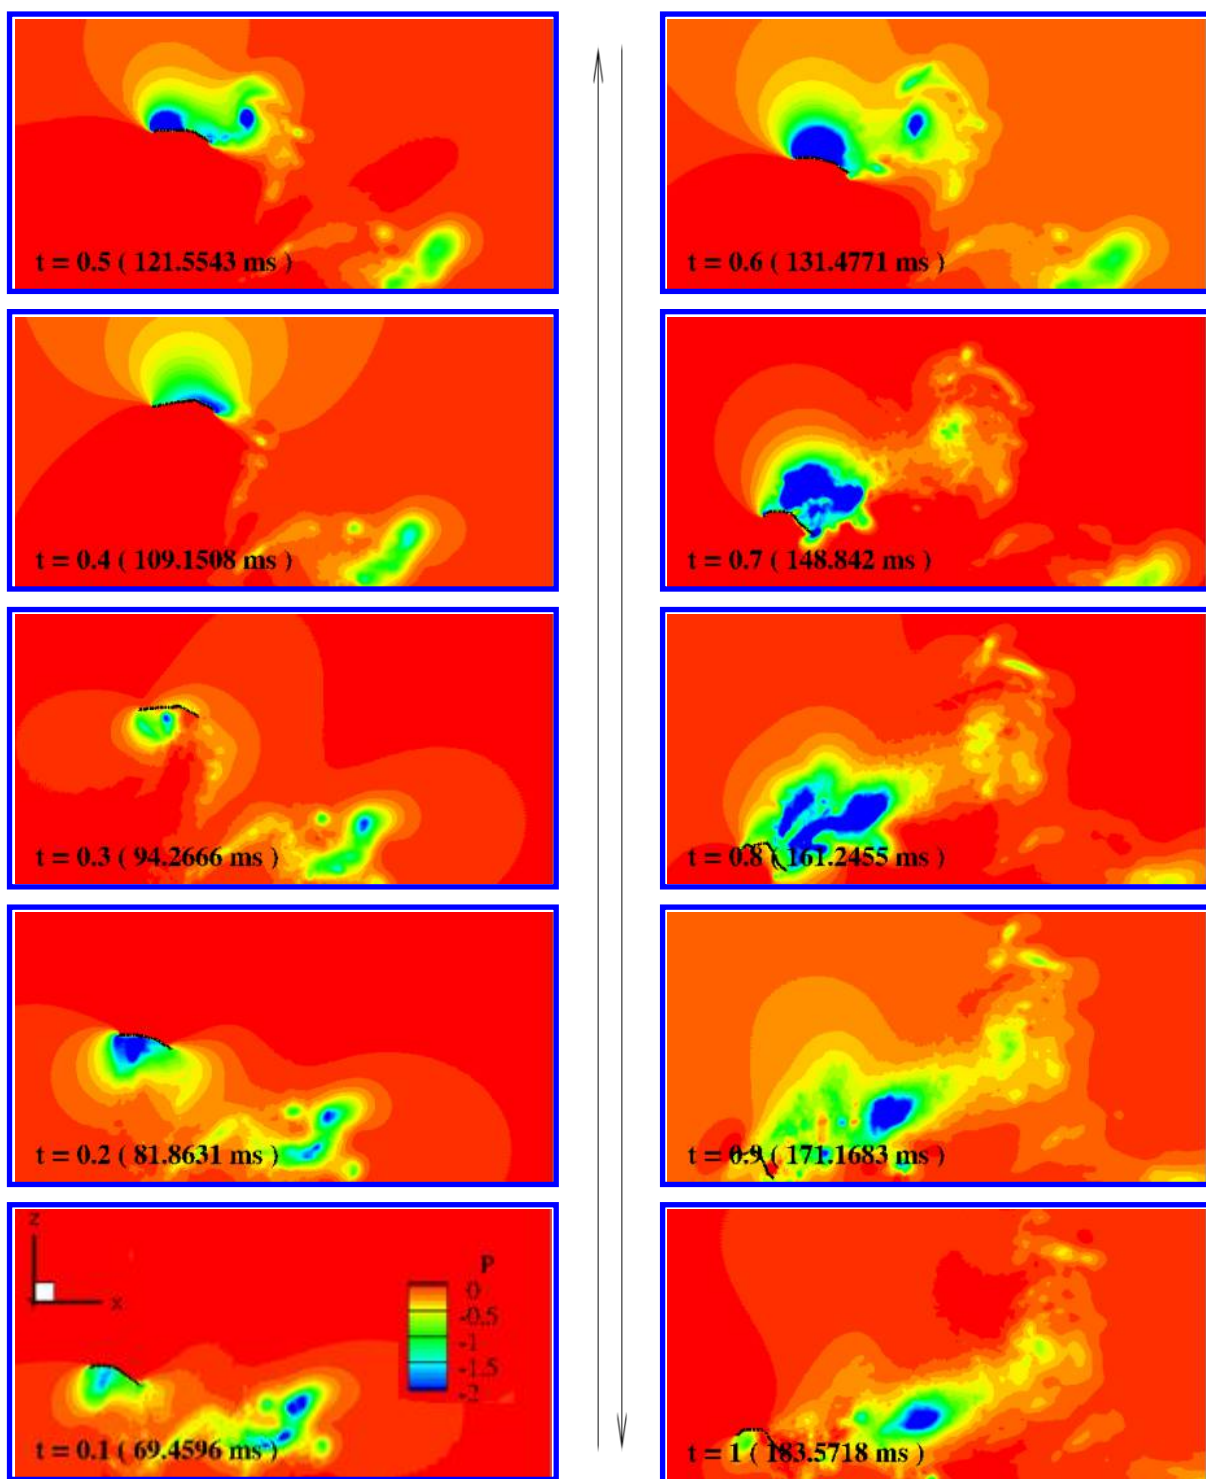 t = 0.5 ( 121.5543 ms )
t = 0.6 ( 131.4771 ms )
t = 0.4 ( 109.1508 ms )
t = 0.7 ( 148.842 ms )
t = 0.3 ( 94.2666 ms )
t = 0.8 ( 161.2455 ms )
t = 0.2 ( 81.8631 ms )
t = 0.9 ( 171.1683 ms )
z
x
P
0
-0.5
-1
-1.5
-2
t = 0.1 ( 69.4596 ms )
t = 1 ( 183.5718 ms )